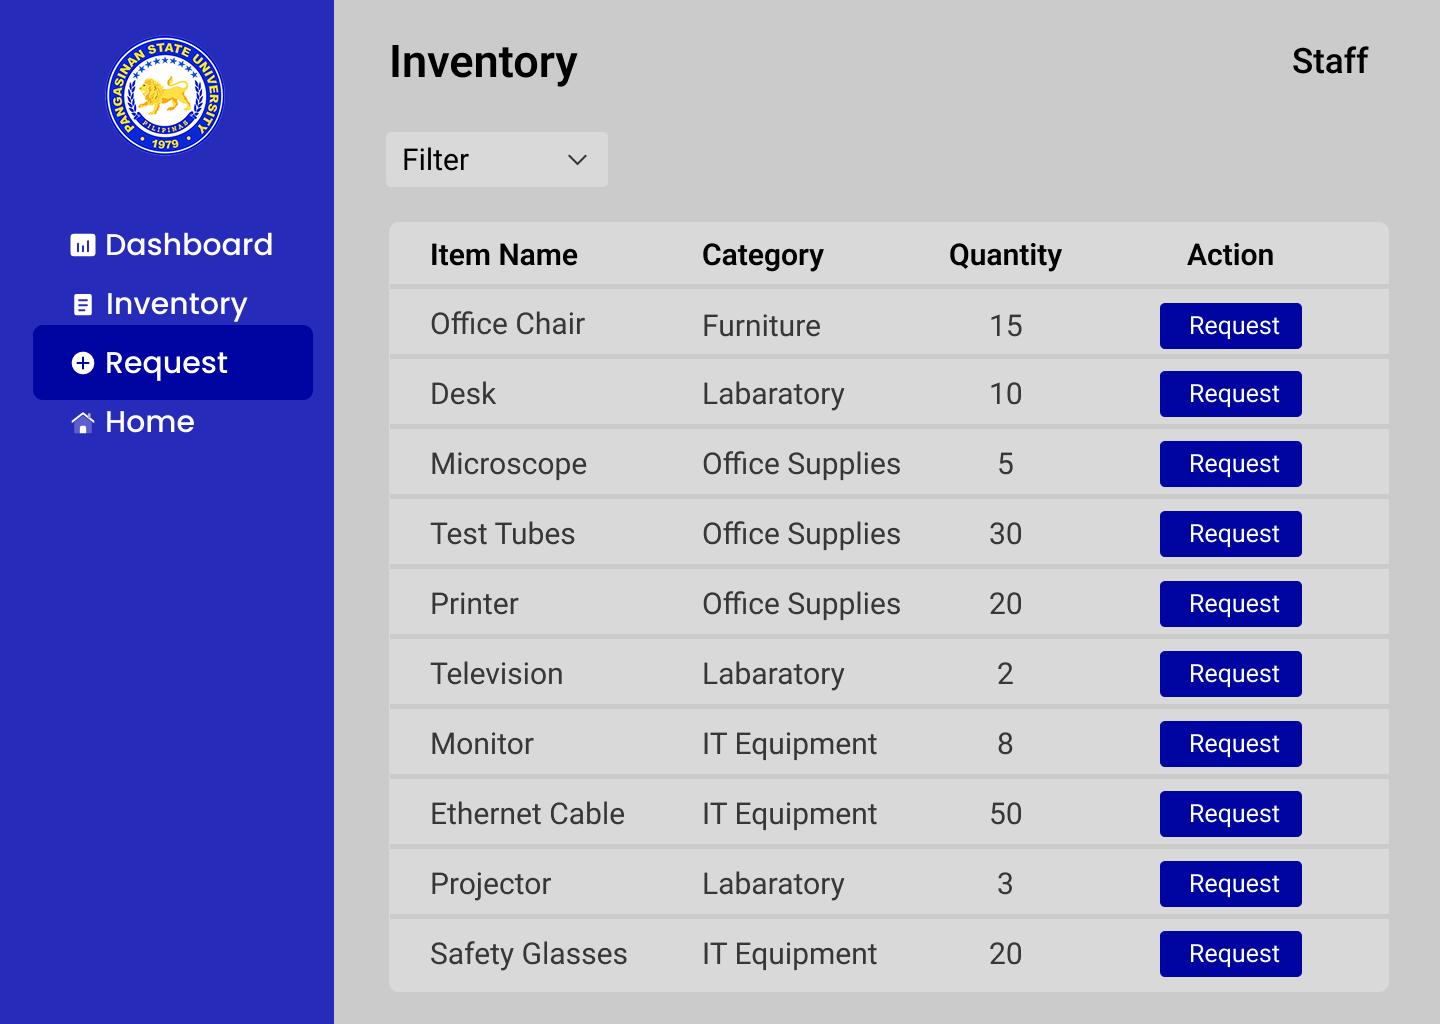 PANGASINAN STATE UNIVERSITY
PILIPINAS
• 1979 •
Dashboard
Inventory
Request
Home
Inventory
Staff
Filter
Item Name Category Quantity Action
Office Chair Furniture 15 Request
Desk Labaratory 10 Request
Microscope Office Supplies 5 Request
Test Tubes Office Supplies 30 Request
Printer Office Supplies 20 Request
Television Labaratory 2 Request
Monitor IT Equipment 8 Request
Ethernet Cable IT Equipment 50 Request
Projector Labaratory 3 Request
Safety Glasses IT Equipment 20 Request